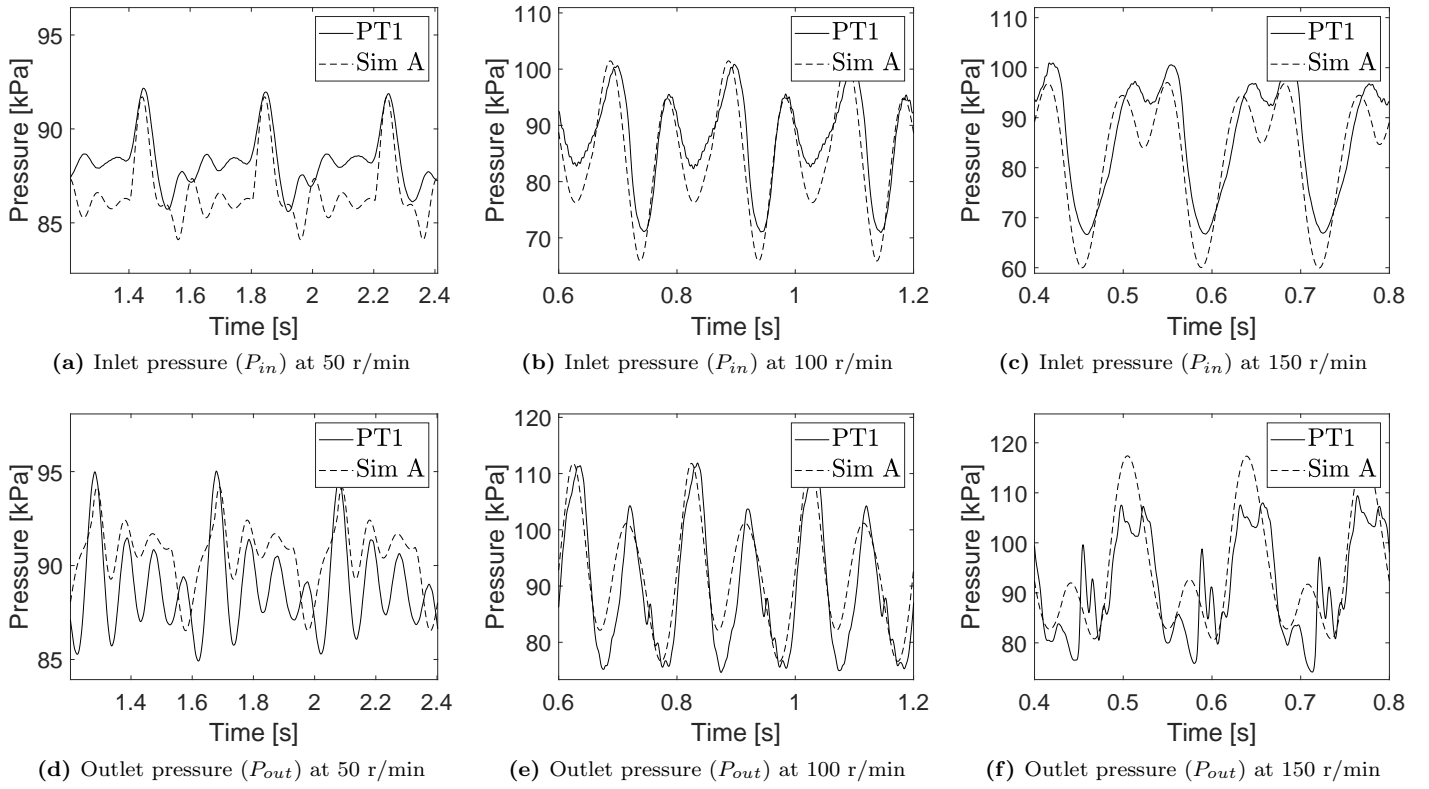 95
90
85
Pressure [kPa]
PT1
Sim A
1.4 1.6 1.8 2 2.2 2.4
Time [s]
(a) Inlet pressure (P_in) at 50 r/min
110
100
90
80
70
Pressure [kPa]
PT1
Sim A
0.6 0.8 1 1.2
Time [s]
(b) Inlet pressure (P_in) at 100 r/min
110
100
90
80
70
60
Pressure [kPa]
PT1
Sim A
0.4 0.5 0.6 0.7 0.8
Time [s]
(c) Inlet pressure (P_in) at 150 r/min
95
90
85
Pressure [kPa]
PT1
Sim A
1.4 1.6 1.8 2 2.2 2.4
Time [s]
(d) Outlet pressure (P_out) at 50 r/min
120
110
100
90
80
Pressure [kPa]
PT1
Sim A
0.6 0.8 1 1.2
Time [s]
(e) Outlet pressure (P_out) at 100 r/min
120
110
100
90
80
Pressure [kPa]
PT1
Sim A
0.4 0.5 0.6 0.7 0.8
Time [s]
(f) Outlet pressure (P_out) at 150 r/min